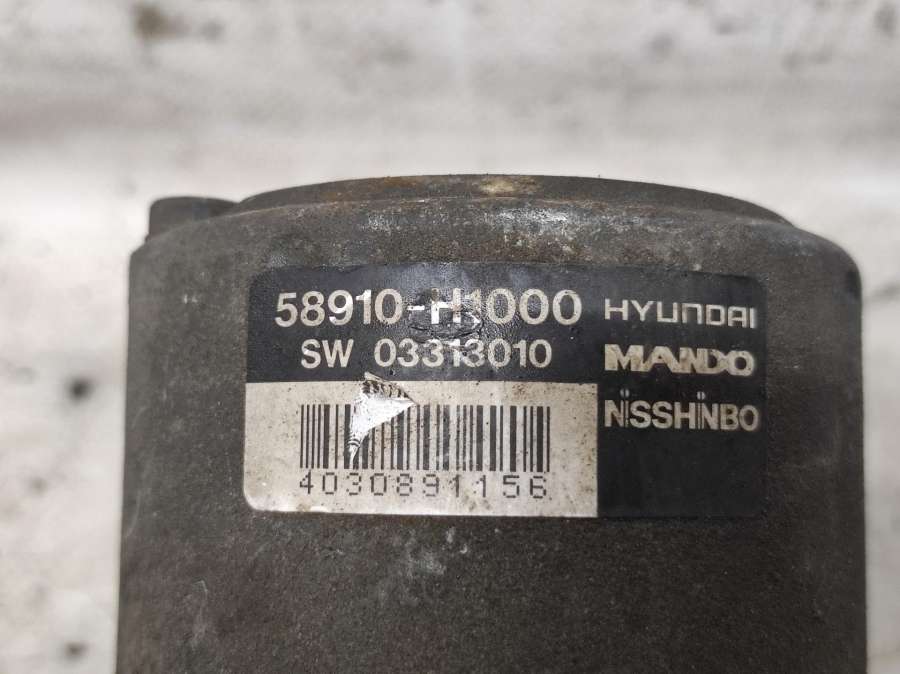 58910-H1000
SW 03313010
4030891156
HYUNDAI
MANDO
NISSHINBO